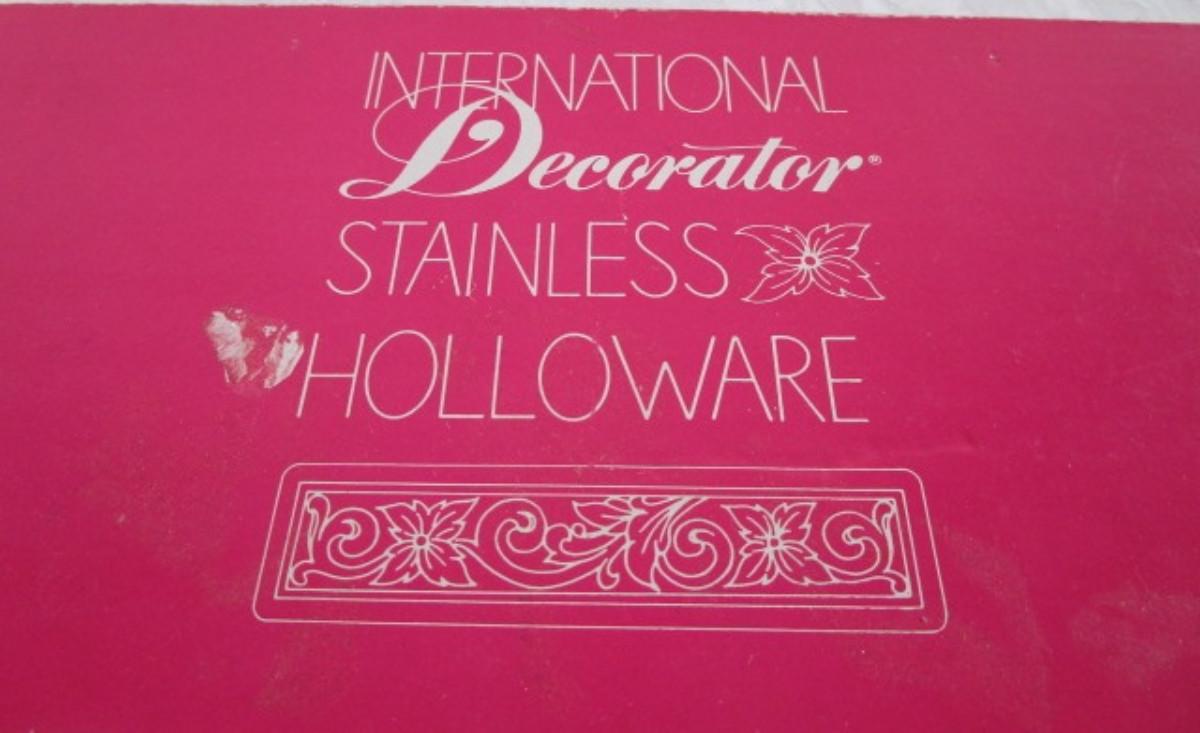 INTERNATIONAL
Decorator®
STAINLESS
HOLLOWARE